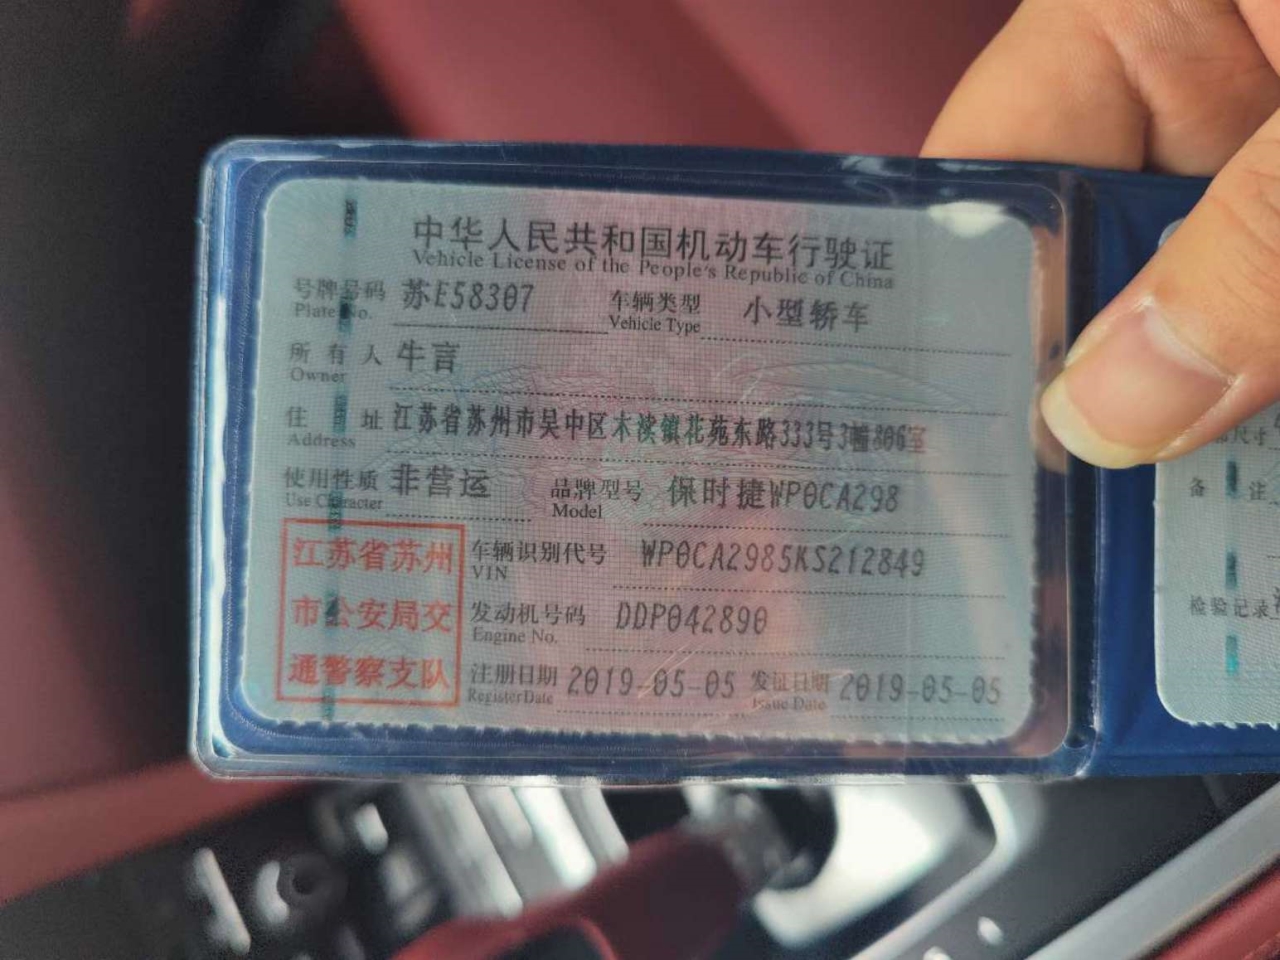 中华人民共和国机动车行驶证
Vehicle License of the People's Republic of China
号牌号码 苏E58307 车辆类型 小型轿车
Plate No. Vehicle Type
所有人 牛言
Owner
住址 江苏省苏州市吴中区木渎镇花苑东路333号3幢806室
Address
使用性质 非营运 品牌型号 保时捷WP0CA298
Use Character Model
江苏省苏州
市公安局交
通警察支队
车辆识别代号 WP0CA2985KS212849
VIN
发动机号码 DDP042890
Engine No.
注册日期 2019-05-05 发证日期 2019-05-05
Register Date Issue Date
备注
检验记录